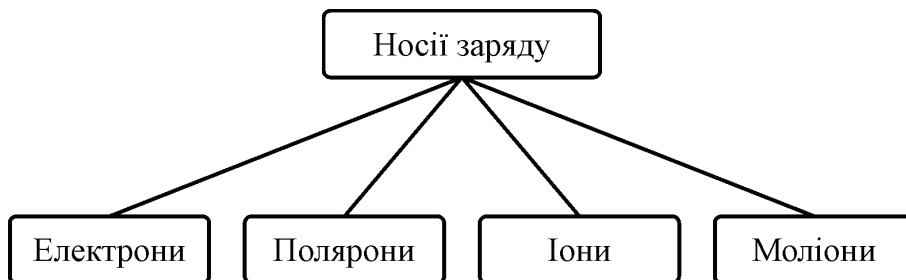 Носії заряду
Електрони
Полярони
Іони
Моліони